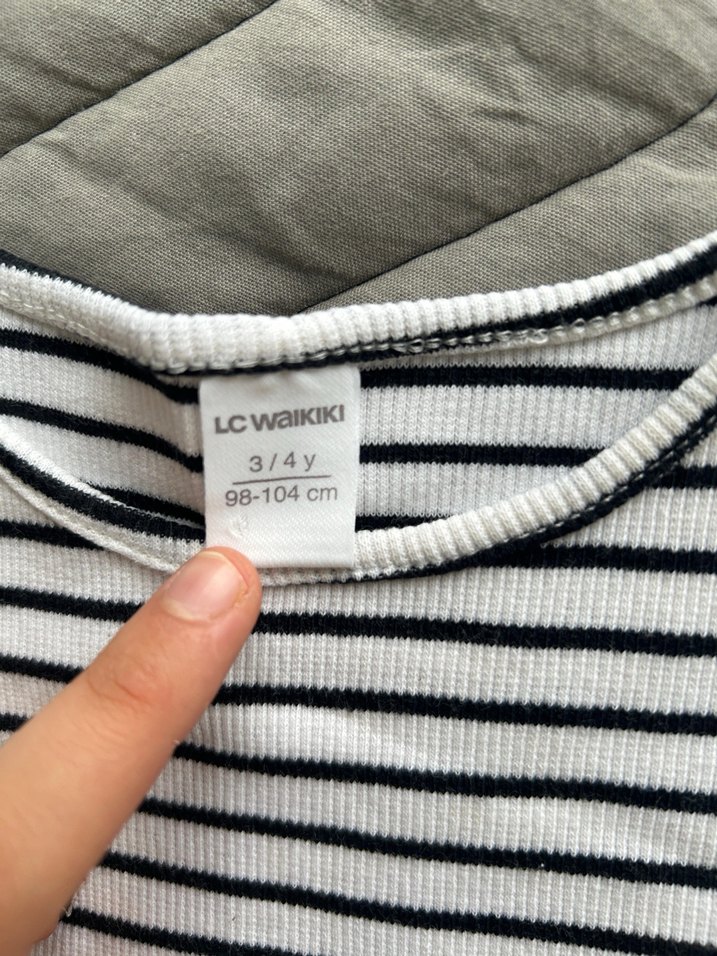 LC WAIKIKI
3 / 4 y
98-104 cm